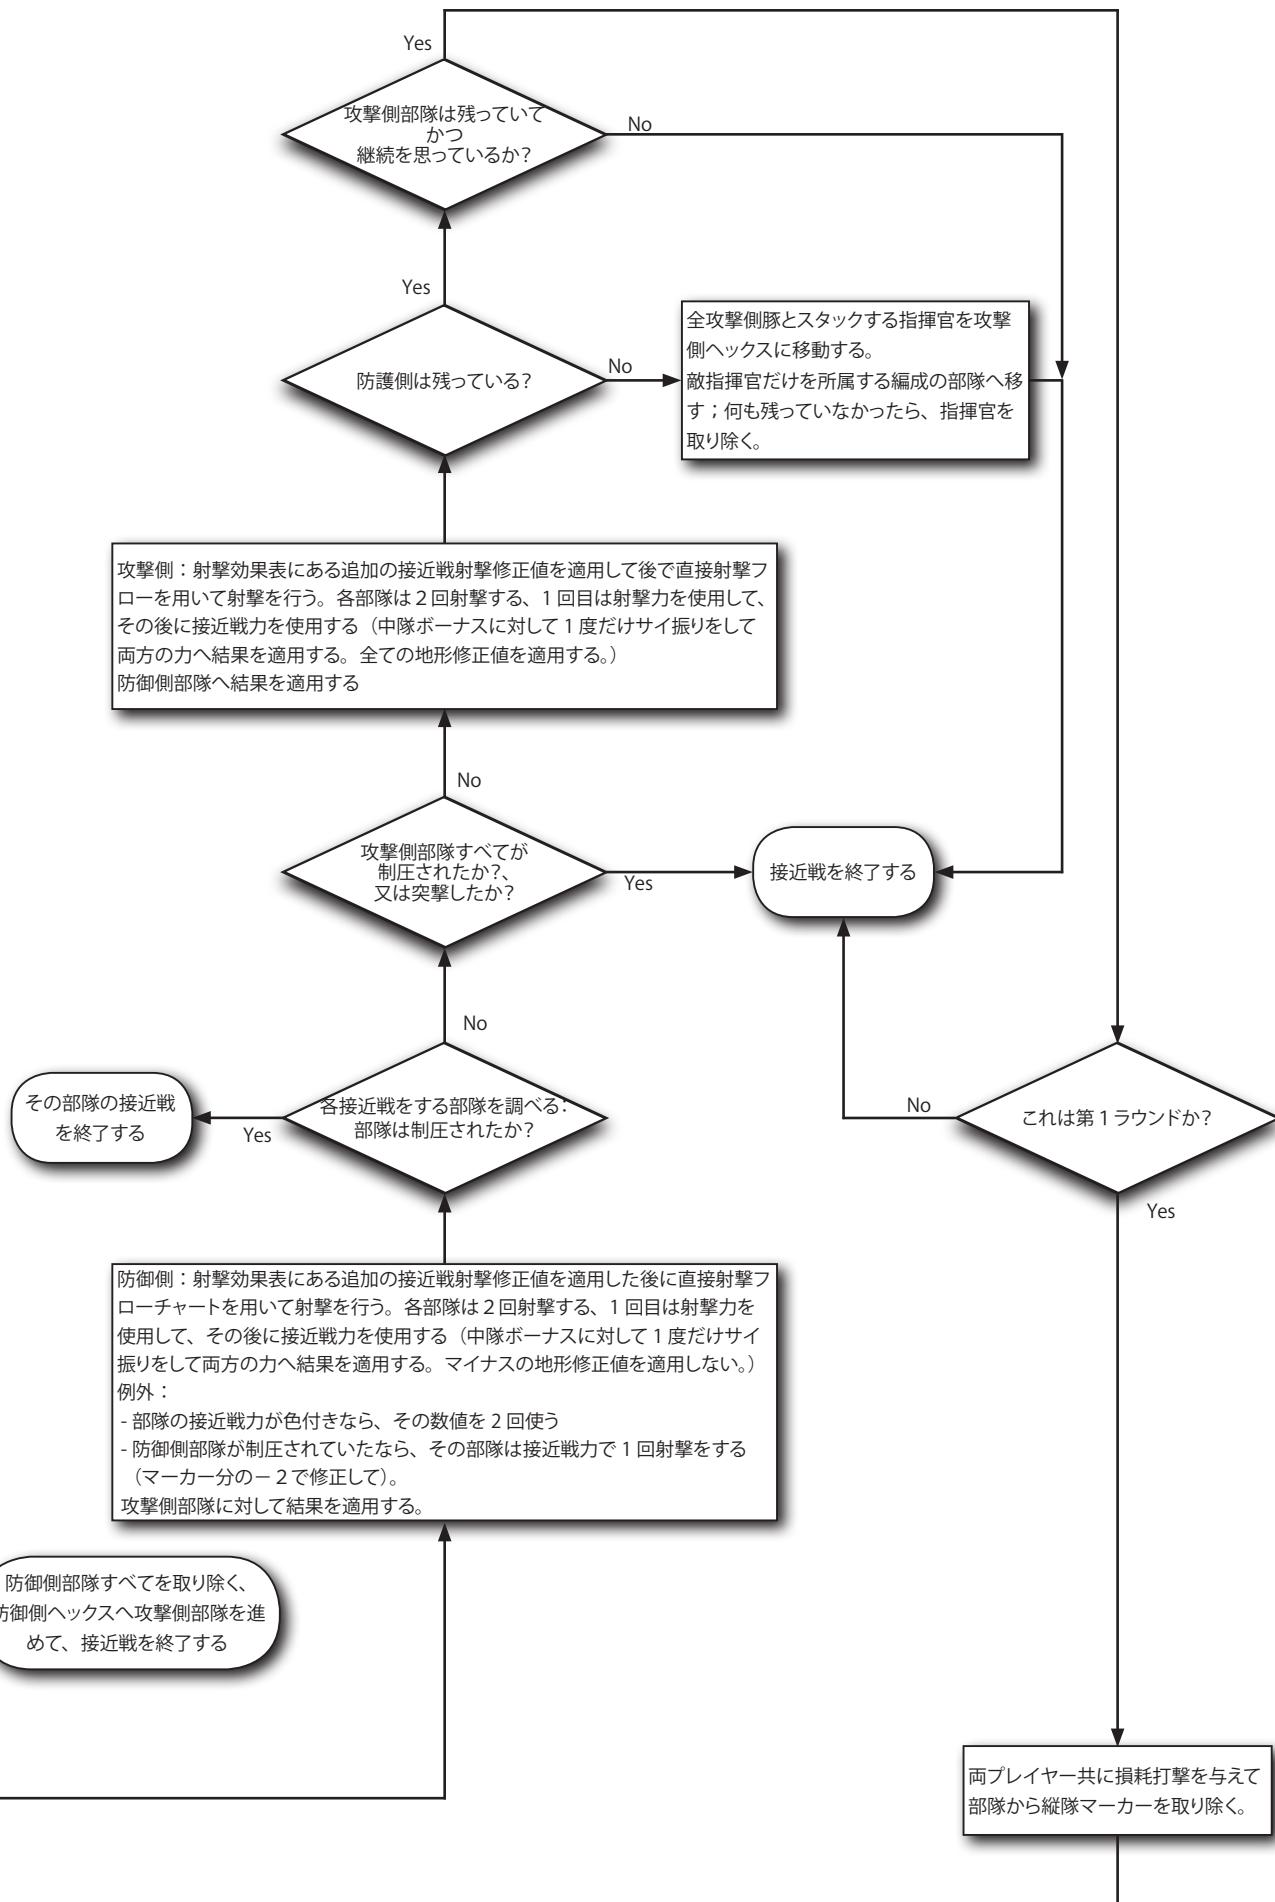 Yes
攻撃側部隊は残っていて
かつ
継続を思っているか?
No
Yes
防護側は残っている?
No
全攻撃側豚とスタックする指揮官を攻撃
側ヘックスに移動する。
敵指揮官だけを所属する編成の部隊へ移
す;何も残っていなかったら、指揮官を
取り除く。
攻撃側:射撃効果表にある追加の接近戦射撃修正値を適用して後で直接射撃フ
ローを用いて射撃を行う。各部隊は2回射撃する、1回目は射撃力を使用して、
その後に接近戦力を使用する(中隊ボーナスに対して1度だけサイ振りをして
両方の力へ結果を適用する。全ての地形修正値を適用する。)
防御側部隊へ結果を適用する
No
攻撃側部隊すべてが
制圧されたか?、
又は突撃したか?
Yes
接近戦を終了する
No
各接近戦をする部隊を調べる:
部隊は制圧されたか?
Yes
その部隊の接近戦
を終了する
これは第1ラウンドか?
No
Yes
防御側:射撃効果表にある追加の接近戦射撃修正値を適用した後に直接射撃フ
ローチャートを用いて射撃を行う。各部隊は2回射撃する、1回目は射撃力を
使用して、その後に接近戦力を使用する(中隊ボーナスに対して1度だけサイ
振りをして両方の力へ結果を適用する。マイナスの地形修正値を適用しない。)
例外:
- 部隊の接近戦力が色付きなら、その数値を2回使う
- 防御側部隊が制圧されていたなら、その部隊は接近戦力で1回射撃をする
(マーカー分の-2で修正して)。
攻撃側部隊に対して結果を適用する。
防御側部隊すべてを取り除く、
防御側ヘックスへ攻撃側部隊を進
めて、接近戦を終了する
両プレイヤー共に損耗打撃を与えて
部隊から縦隊マーカーを取り除く。